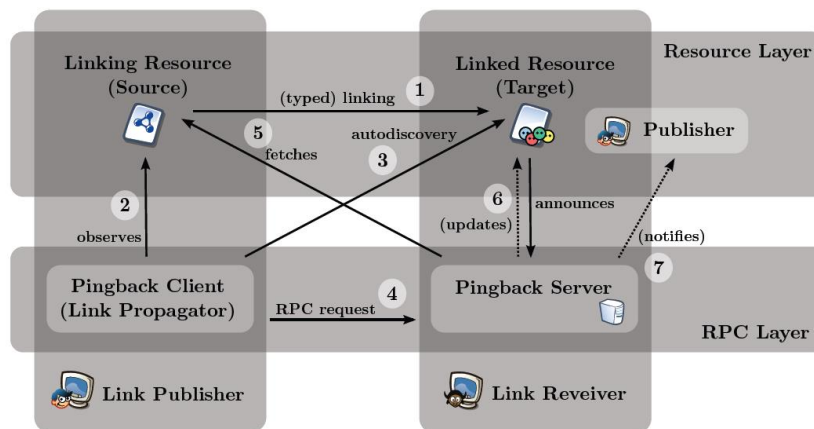 Resource Layer
Linking Resource
(Source)
Linked Resource
(Target)
1
(typed) linking
Publisher
5
fetches
autodiscovery
3
2
observes
6
(updates)
announces
(notifies)
7
Pingback Client
(Link Propagator)
4
RPC request
Pingback Server
RPC Layer
Link Publisher
Link Reveiver